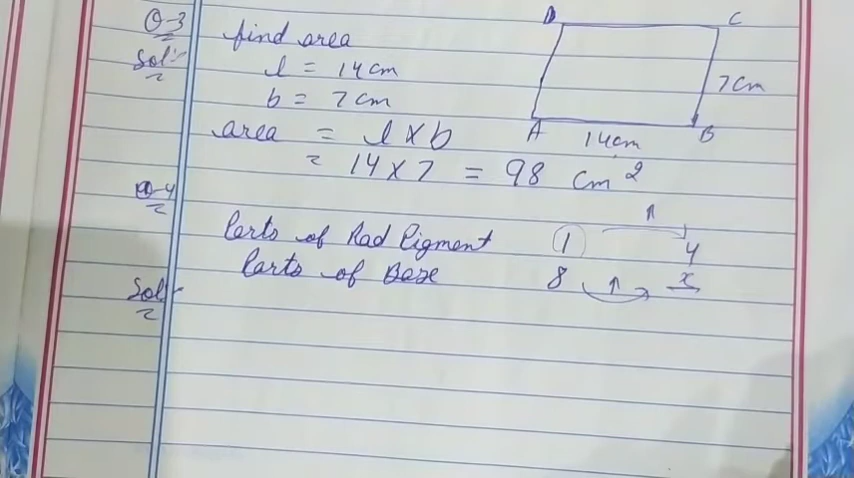 Q-3 find area
Sol:-
l = 14 cm
b = 7 cm
D C
7cm
A 14cm B
area = l x b
= 14 x 7 = 98 cm²
Q-4
Parts of Red Pigment 1 4
Parts of Base 8 x
Sol:-